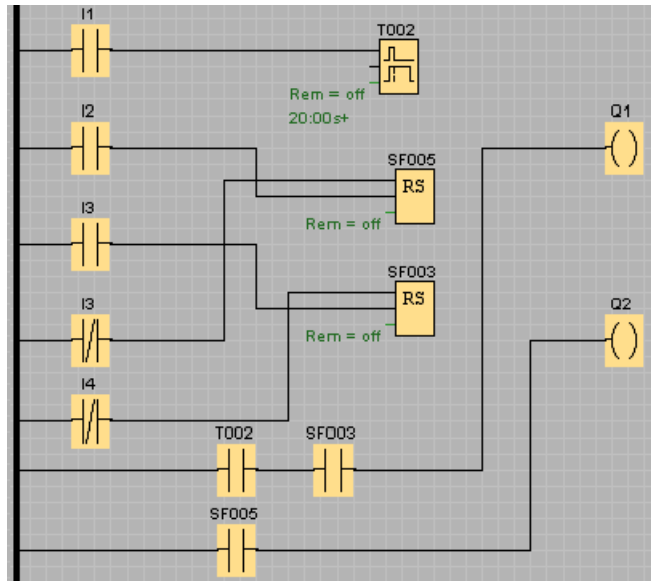 I1
T002
Rem = off
20:00s+
I2
Q1
SF005
RS
Rem = off
I3
SF003
RS
Rem = off
I3
Q2
I4
T002 SF003
SF005